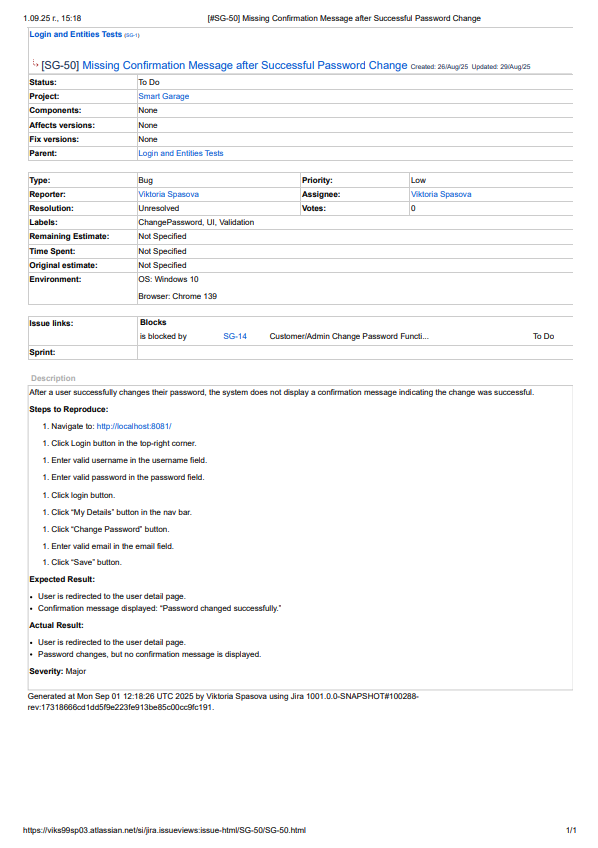 1.09.25 г., 15:18 [#SG-50] Missing Confirmation Message after Successful Password Change
Login and Entities Tests (SG-1)
[SG-50] Missing Confirmation Message after Successful Password Change Created: 26/Aug/25 Updated: 29/Aug/25
Status: To Do
Project: Smart Garage
Components: None
Affects versions: None
Fix versions: None
Parent: Login and Entities Tests
Type: Bug Priority: Low
Reporter: Viktoria Spasova Assignee: Viktoria Spasova
Resolution: Unresolved Votes: 0
Labels: ChangePassword, UI, Validation
Remaining Estimate: Not Specified
Time Spent: Not Specified
Original estimate: Not Specified
Environment: OS: Windows 10
Browser: Chrome 139
Issue links: Blocks
is blocked by SG-14 Customer/Admin Change Password Functi... To Do
Sprint:
Description
After a user successfully changes their password, the system does not display a confirmation message indicating the change was successful.
Steps to Reproduce:
1. Navigate to: http://localhost:8081/
1. Click Login button in the top-right corner.
1. Enter valid username in the username field.
1. Enter valid password in the password field.
1. Click login button.
1. Click “My Details” button in the nav bar.
1. Click “Change Password” button.
1. Enter valid email in the email field.
1. Click “Save” button.
Expected Result:
• User is redirected to the user detail page.
• Confirmation message displayed: “Password changed successfully.”
Actual Result:
• User is redirected to the user detail page.
• Password changes, but no confirmation message is displayed.
Severity: Major
Generated at Mon Sep 01 12:18:26 UTC 2025 by Viktoria Spasova using Jira 1001.0.0-SNAPSHOT#100288-
rev:17318666cd1dd5f9e223fe913be85c00cc9fc191.
https://viks99sp03.atlassian.net/si/jira.issueviews:issue-html/SG-50/SG-50.html 1/1